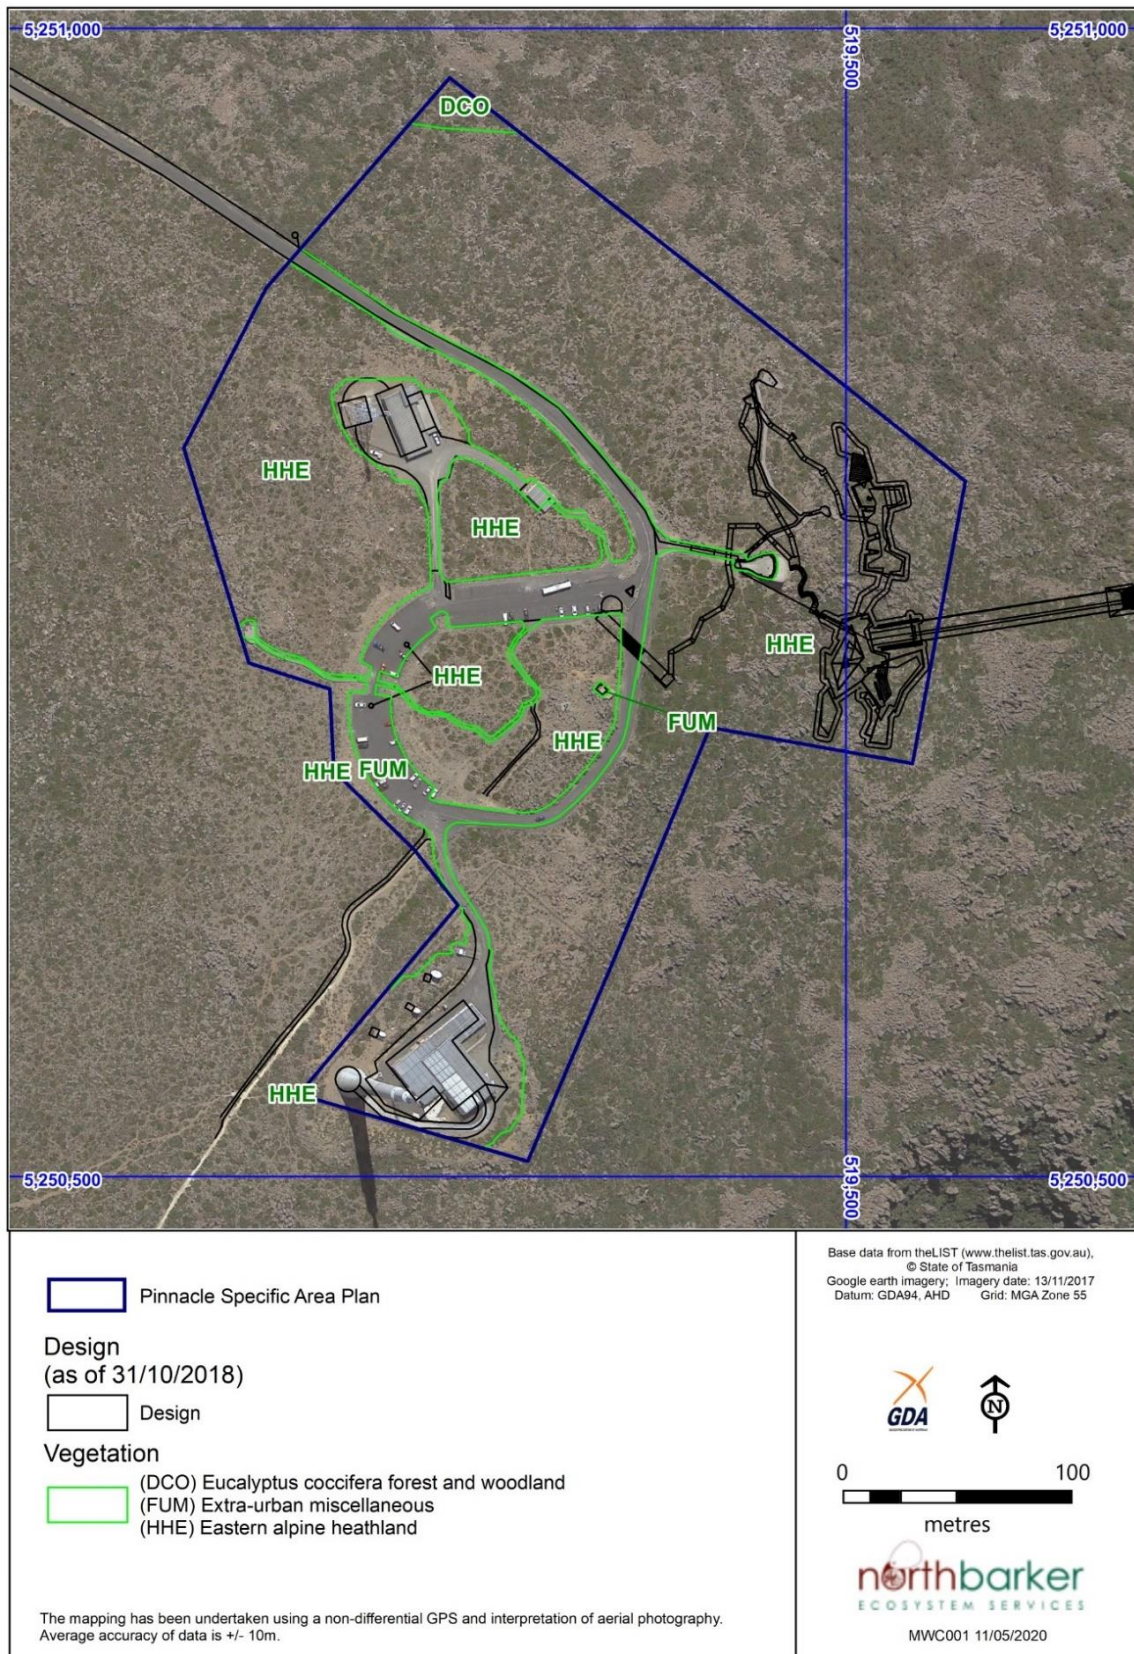 5,251,000
519,500
5,251,000
DCO
HHE
HHE
HHE
HHE
HHE
FUM
HHE
FUM
HHE
5,250,500
519,500
5,250,500
Pinnacle Specific Area Plan
Design
(as of 31/10/2018)
Design
Vegetation
(DCO) Eucalyptus coccifera forest and woodland
(FUM) Extra-urban miscellaneous
(HHE) Eastern alpine heathland
The mapping has been undertaken using a non-differential GPS and interpretation of aerial photography.
Average accuracy of data is +/- 10m.
Base data from theLIST (www.thelist.tas.gov.au),
© State of Tasmania
Google earth imagery; Imagery date: 13/11/2017
Datum: GDA94, AHD Grid: MGA Zone 55
GDA
N
0 100
metres
northbarker
ECOSYSTEM SERVICES
MWC001 11/05/2020